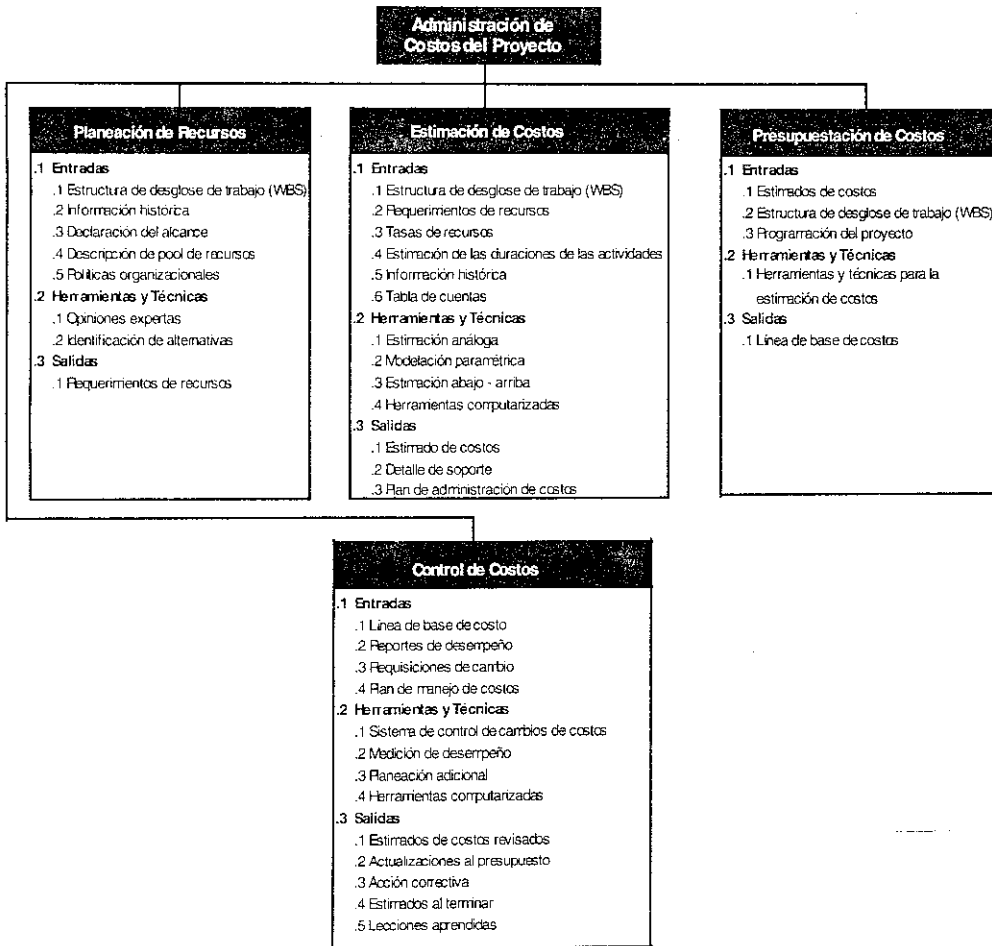 Administración de
Costos del Proyecto
Planeación de Recursos
.1 Entradas
.1 Estructura de desglose de trabajo (WBS)
.2 Información histórica
.3 Declaración del alcance
.4 Descripción de pool de recursos
.5 Políticas organizacionales
.2 Herramientas y Técnicas
.1 Opiniones expertas
.2 Identificación de alternativas
.3 Salidas
.1 Requerimientos de recursos
Estimación de Costos
.1 Entradas
.1 Estructura de desglose de trabajo (WBS)
.2 Requerimientos de recursos
.3 Tasas de recursos
.4 Estimación de las duraciones de las actividades
.5 Información histórica
.6 Tabla de cuentas
.2 Herramientas y Técnicas
.1 Estimación análoga
.2 Modelación paramétrica
.3 Estimación abajo - arriba
.4 Herramientas computarizadas
.3 Salidas
.1 Estimado de costos
.2 Detalle de soporte
.3 Plan de administración de costos
Presupuestación de Costos
.1 Entradas
.1 Estimados de costos
.2 Estructura de desglose de trabajo (WBS)
.3 Programación del proyecto
.2 Herramientas y Técnicas
.1 Herramientas y técnicas para la
estimación de costos
.3 Salidas
.1 Línea de base de costos
Control de Costos
.1 Entradas
.1 Línea de base de costo
.2 Reportes de desempeño
.3 Requisiciones de cambio
.4 Plan de manejo de costos
.2 Herramientas y Técnicas
.1 Sistema de control de cambios de costos
.2 Medición de desempeño
.3 Planeación adicional
.4 Herramientas computarizadas
.3 Salidas
.1 Estimados de costos revisados
.2 Actualizaciones al presupuesto
.3 Acción correctiva
.4 Estimados al terminar
.5 Lecciones aprendidas